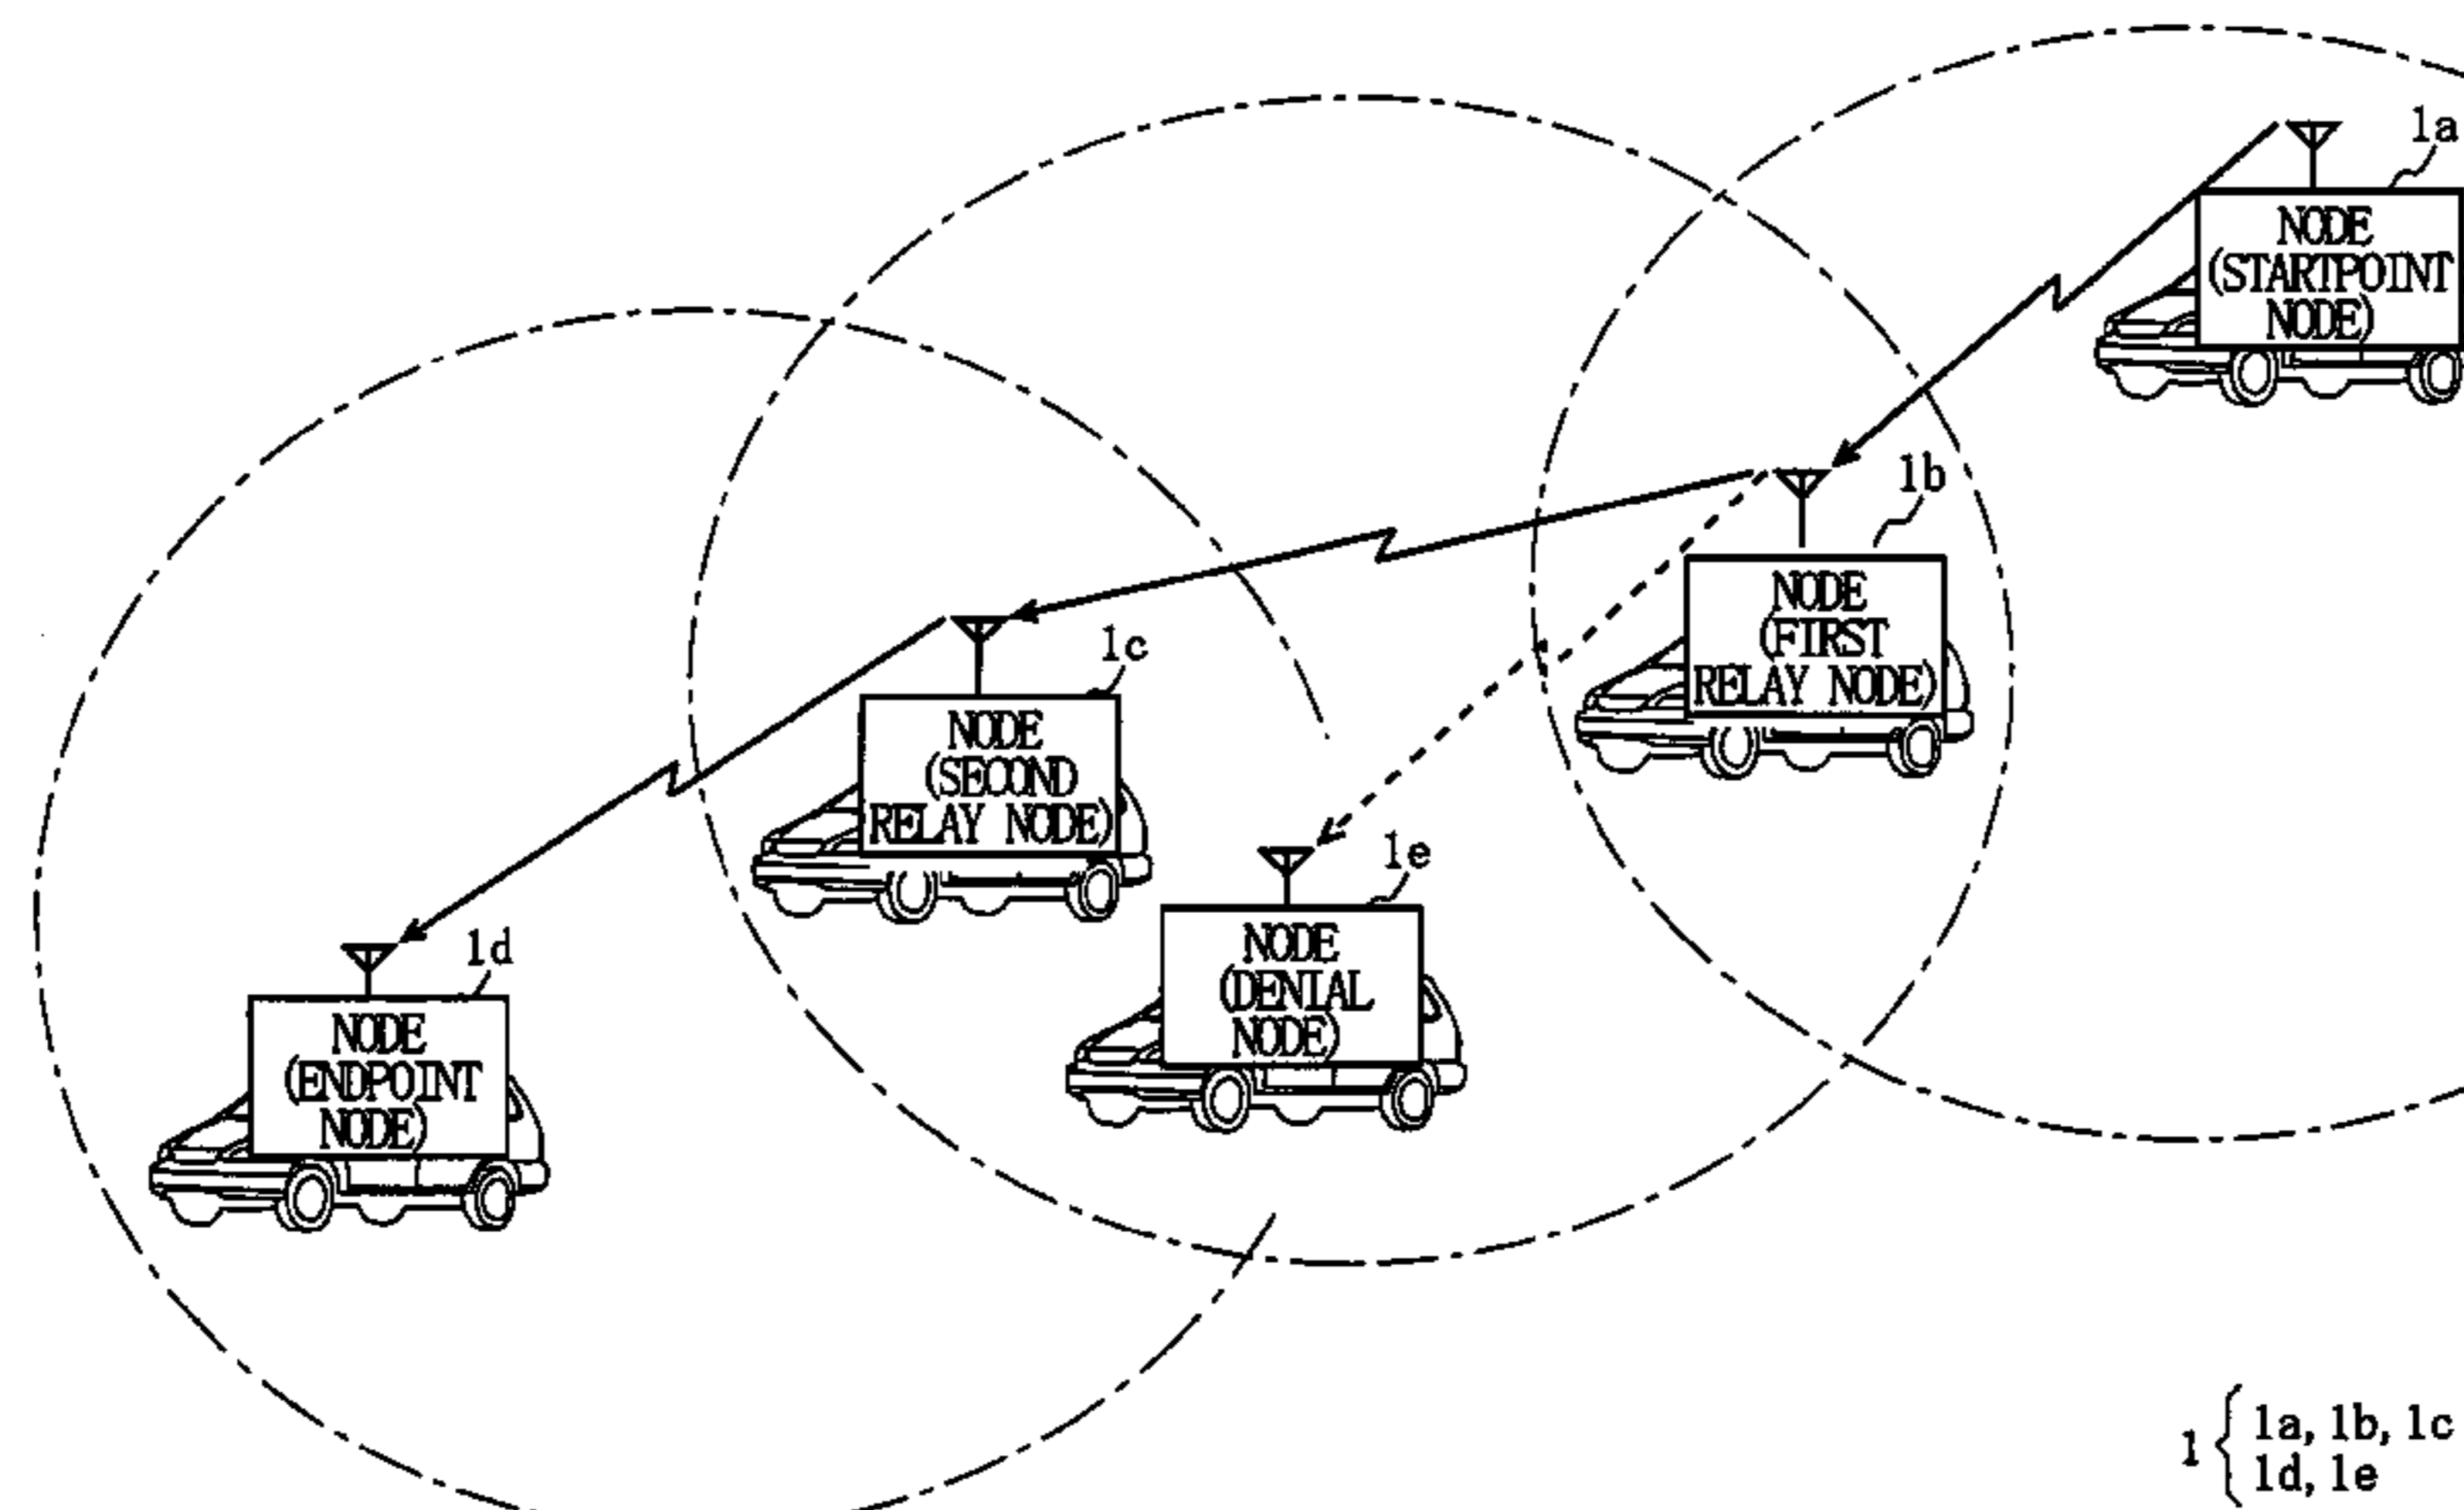 1a
NODE
(STARTPOINT
NODE)
1b
NODE
(FIRST
RELAY NODE)
1c
NODE
(SECOND
RELAY NODE)
1e
NODE
(DENIAL
NODE)
1d
NODE
(ENDPOINT
NODE)
1 { 1a, 1b, 1c
1d, 1e